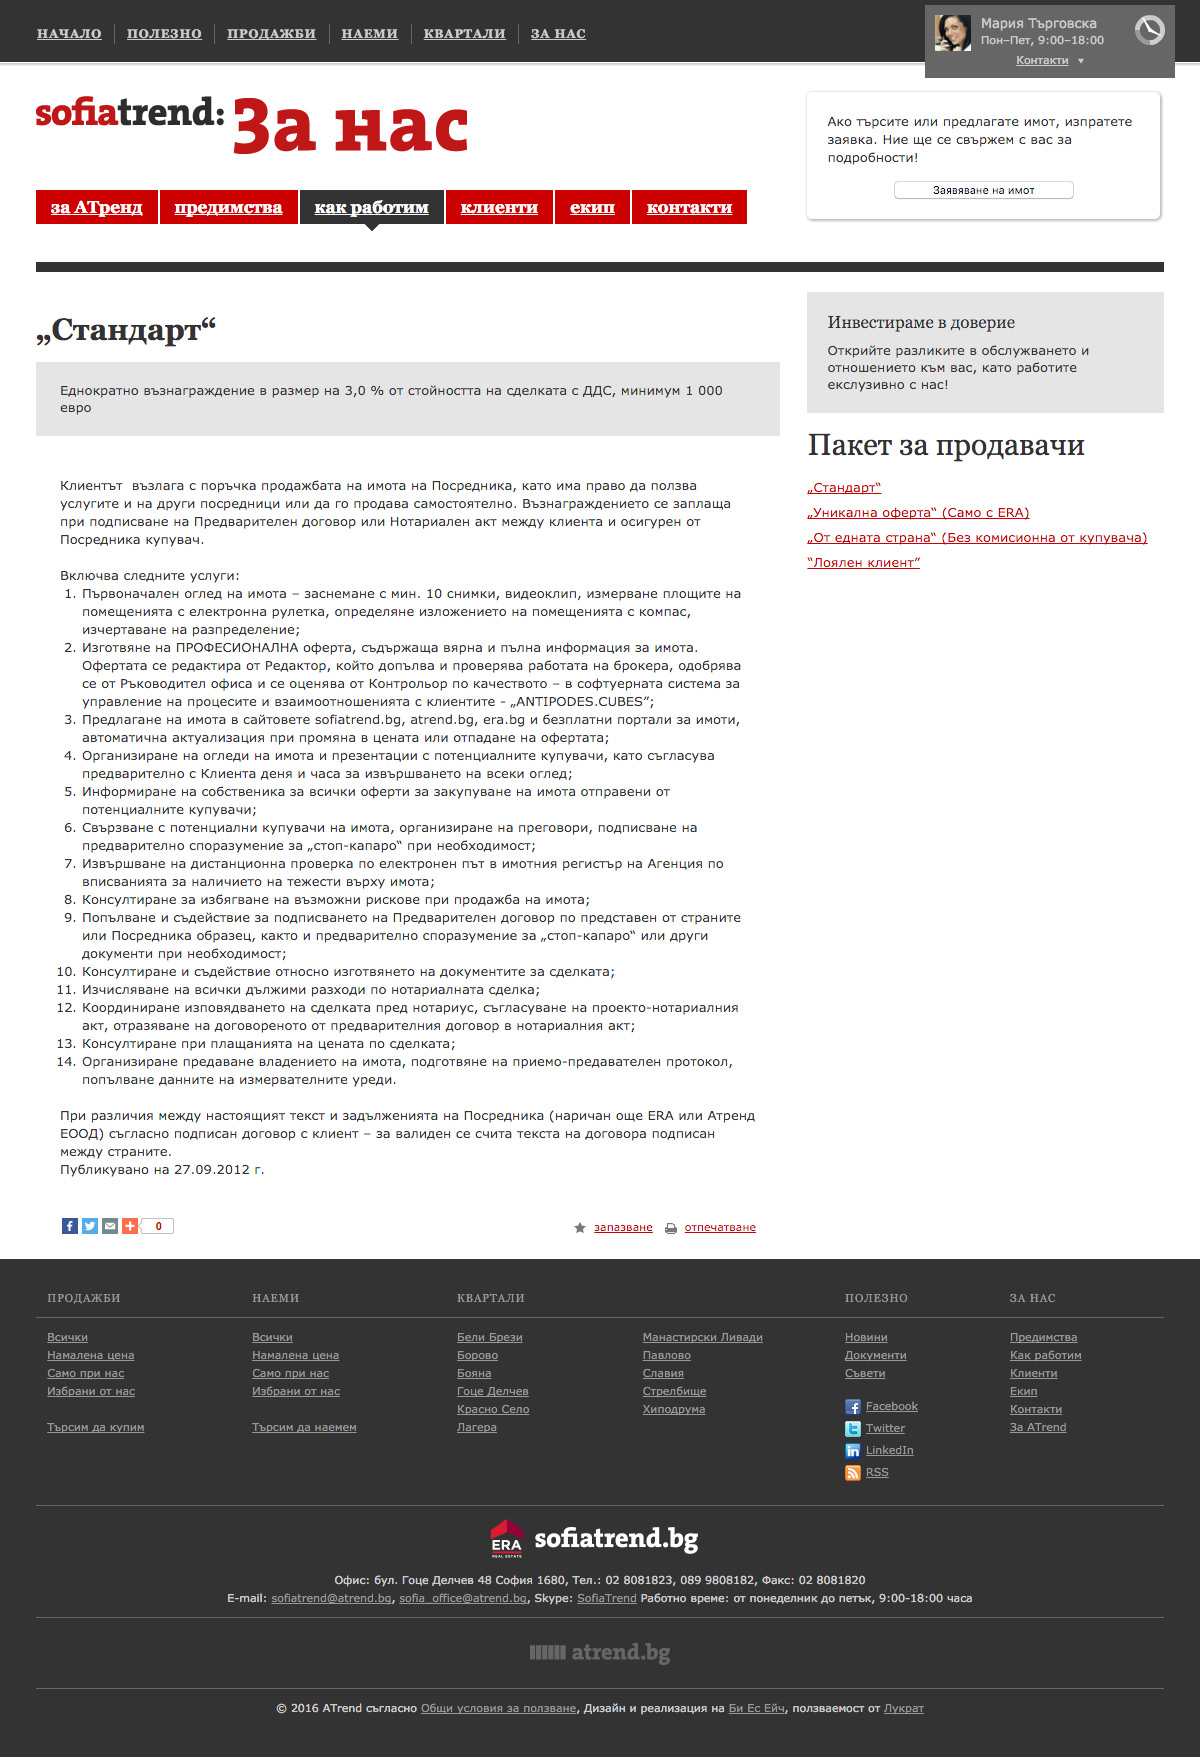 НАЧАЛО ПОЛЕЗНО ПРОДАЖБИ НАЕМИ КВАРТАЛИ ЗА НАС
Мария Търговска
Пон–Пет, 9:00–18:00
Контакти
sofiatrend: За нас
Ако търсите или предлагате имот, изпратете
заявка. Ние ще се свържем с вас за
подробности!
Заявяване на имот
за АТренд предимства как работим клиенти екип контакти
„Стандарт“
Еднократно възнаграждение в размер на 3,0 % от стойността на сделката с ДДС, минимум 1 000
евро
Клиентът  възлага с поръчка продажбата на имота на Посредника, като има право да ползва
услугите и на други посредници или да го продава самостоятелно. Възнаграждението се заплаща
при подписване на Предварителен договор или Нотариален акт между клиента и осигурен от
Посредника купувач.
Включва следните услуги:
1. Първоначален оглед на имота – заснемане с мин. 10 снимки, видеоклип, измерване площите на
помещенията с електронна рулетка, определяне изложението на помещенията с компас,
изчертаване на разпределение;
2. Изготвяне на ПРОФЕСИОНАЛНА оферта, съдържаща вярна и пълна информация за имота.
Офертата се редактира от Редактор, който допълва и проверява работата на брокера, одобрява
се от Ръководител офиса и се оценява от Контрольор по качеството – в софтуерната система за
управление на процесите и взаимоотношенията с клиентите - „ANTIPODES.CUBES”;
3. Предлагане на имота в сайтовете sofiatrend.bg, atrend.bg, era.bg и безплатни портали за имоти,
автоматична актуализация при промяна в цената или отпадане на офертата;
4. Организиране на огледи на имота и презентации с потенциалните купувачи, като съгласува
предварително с Клиента деня и часа за извършването на всеки оглед;
5. Информиране на собственика за всички оферти за закупуване на имота отправени от
потенциалните купувачи;
6. Свързване с потенциални купувачи на имота, организиране на преговори, подписване на
предварително споразумение за „стоп-капаро“ при необходимост;
7. Извършване на дистанционна проверка по електронен път в имотния регистър на Агенция по
вписванията за наличието на тежести върху имота;
8. Консултиране за избягване на възможни рискове при продажба на имота;
9. Попълване и съдействие за подписването на Предварителен договор по представен от страните
или Посредника образец, както и предварително споразумение за „стоп-капаро“ или други
документи при необходимост;
10. Консултиране и съдействие относно изготвянето на документите за сделката;
11. Изчисляване на всички дължими разходи по нотариалната сделка;
12. Координиране изповядването на сделката пред нотариус, съгласуване на проекто-нотариалния
акт, отразяване на договореното от предварителния договор в нотариалния акт;
13. Консултиране при плащанията на цената по сделката;
14. Организиране предаване владението на имота, подготвяне на приемо-предавателен протокол,
попълване данните на измервателните уреди.
При различия между настоящият текст и задълженията на Посредника (наричан още ERA или Атренд
ЕООД) съгласно подписан договор с клиент – за валиден се счита текста на договора подписан
между страните.
Публикувано на 27.09.2012 г.
0 запазване отпечатване
Инвестираме в доверие
Открийте разликите в обслужването и
отношението към вас, като работите
екслузивно с нас!
Пакет за продавачи
„Стандарт“
„Уникална оферта“ (Само с ERA)
„От едната страна“ (Без комисионна от купувача)
“Лоялен клиент”
ПРОДАЖБИ
Всички
Намалена цена
Само при нас
Избрани от нас
Търсим да купим
НАЕМИ
Всички
Намалена цена
Само при нас
Избрани от нас
Търсим да наемем
КВАРТАЛИ
Бели Брези
Борово
Бояна
Гоце Делчев
Красно Село
Лагера
Манастирски Ливади
Павлово
Славия
Стрелбище
Хиподрума
ПОЛЕЗНО
Новини
Документи
Съвети
Facebook
Twitter
LinkedIn
RSS
ЗА НАС
Предимства
Как работим
Клиенти
Екип
Контакти
За ATrend
ERA REAL ESTATE sofiatrend.bg
Офис: бул. Гоце Делчев 48 София 1680, Тел.: 02 8081823, 089 9808182, Факс: 02 8081820
E-mail: sofiatrend@atrend.bg, sofia_office@atrend.bg, Skype: SofiaTrend Работно време: от понеделник до петък, 9:00-18:00 часа
atrend.bg
© 2016 ATrend съгласно Общи условия за ползване, Дизайн и реализация на Би Ес Ейч, ползваемост от Лукрат